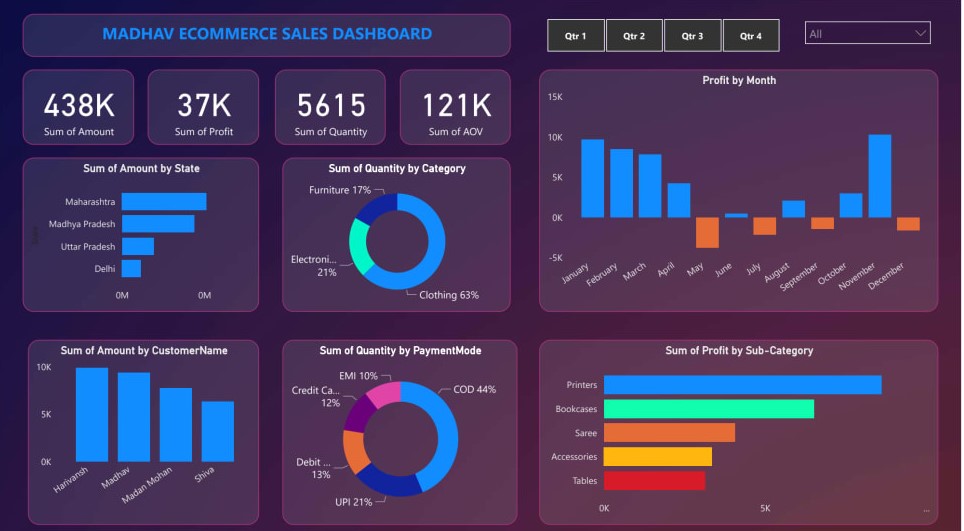 MADHAV ECOMMERCE SALES DASHBOARD
Qtr 1
Qtr 2
Qtr 3
Qtr 4
All
438K
Sum of Amount
37K
Sum of Profit
5615
Sum of Quantity
121K
Sum of AOV
Sum of Amount by State
Maharashtra
Madhya Pradesh
Uttar Pradesh
Delhi
0M
0M
Sum of Quantity by Category
Furniture 17%
Electroni...
21%
Clothing 63%
Profit by Month
15K
10K
5K
0K
-5K
January
February
March
April
May
June
July
August
September
October
November
December
Sum of Amount by CustomerName
10K
5K
0K
Harivansh
Madhav
Madan Mohan
Shiva
Sum of Quantity by PaymentMode
EMI 10%
Credit Ca...
12%
Debit ...
13%
UPI 21%
COD 44%
Sum of Profit by Sub-Category
Printers
Bookcases
Saree
Accessories
Tables
0K
5K
...